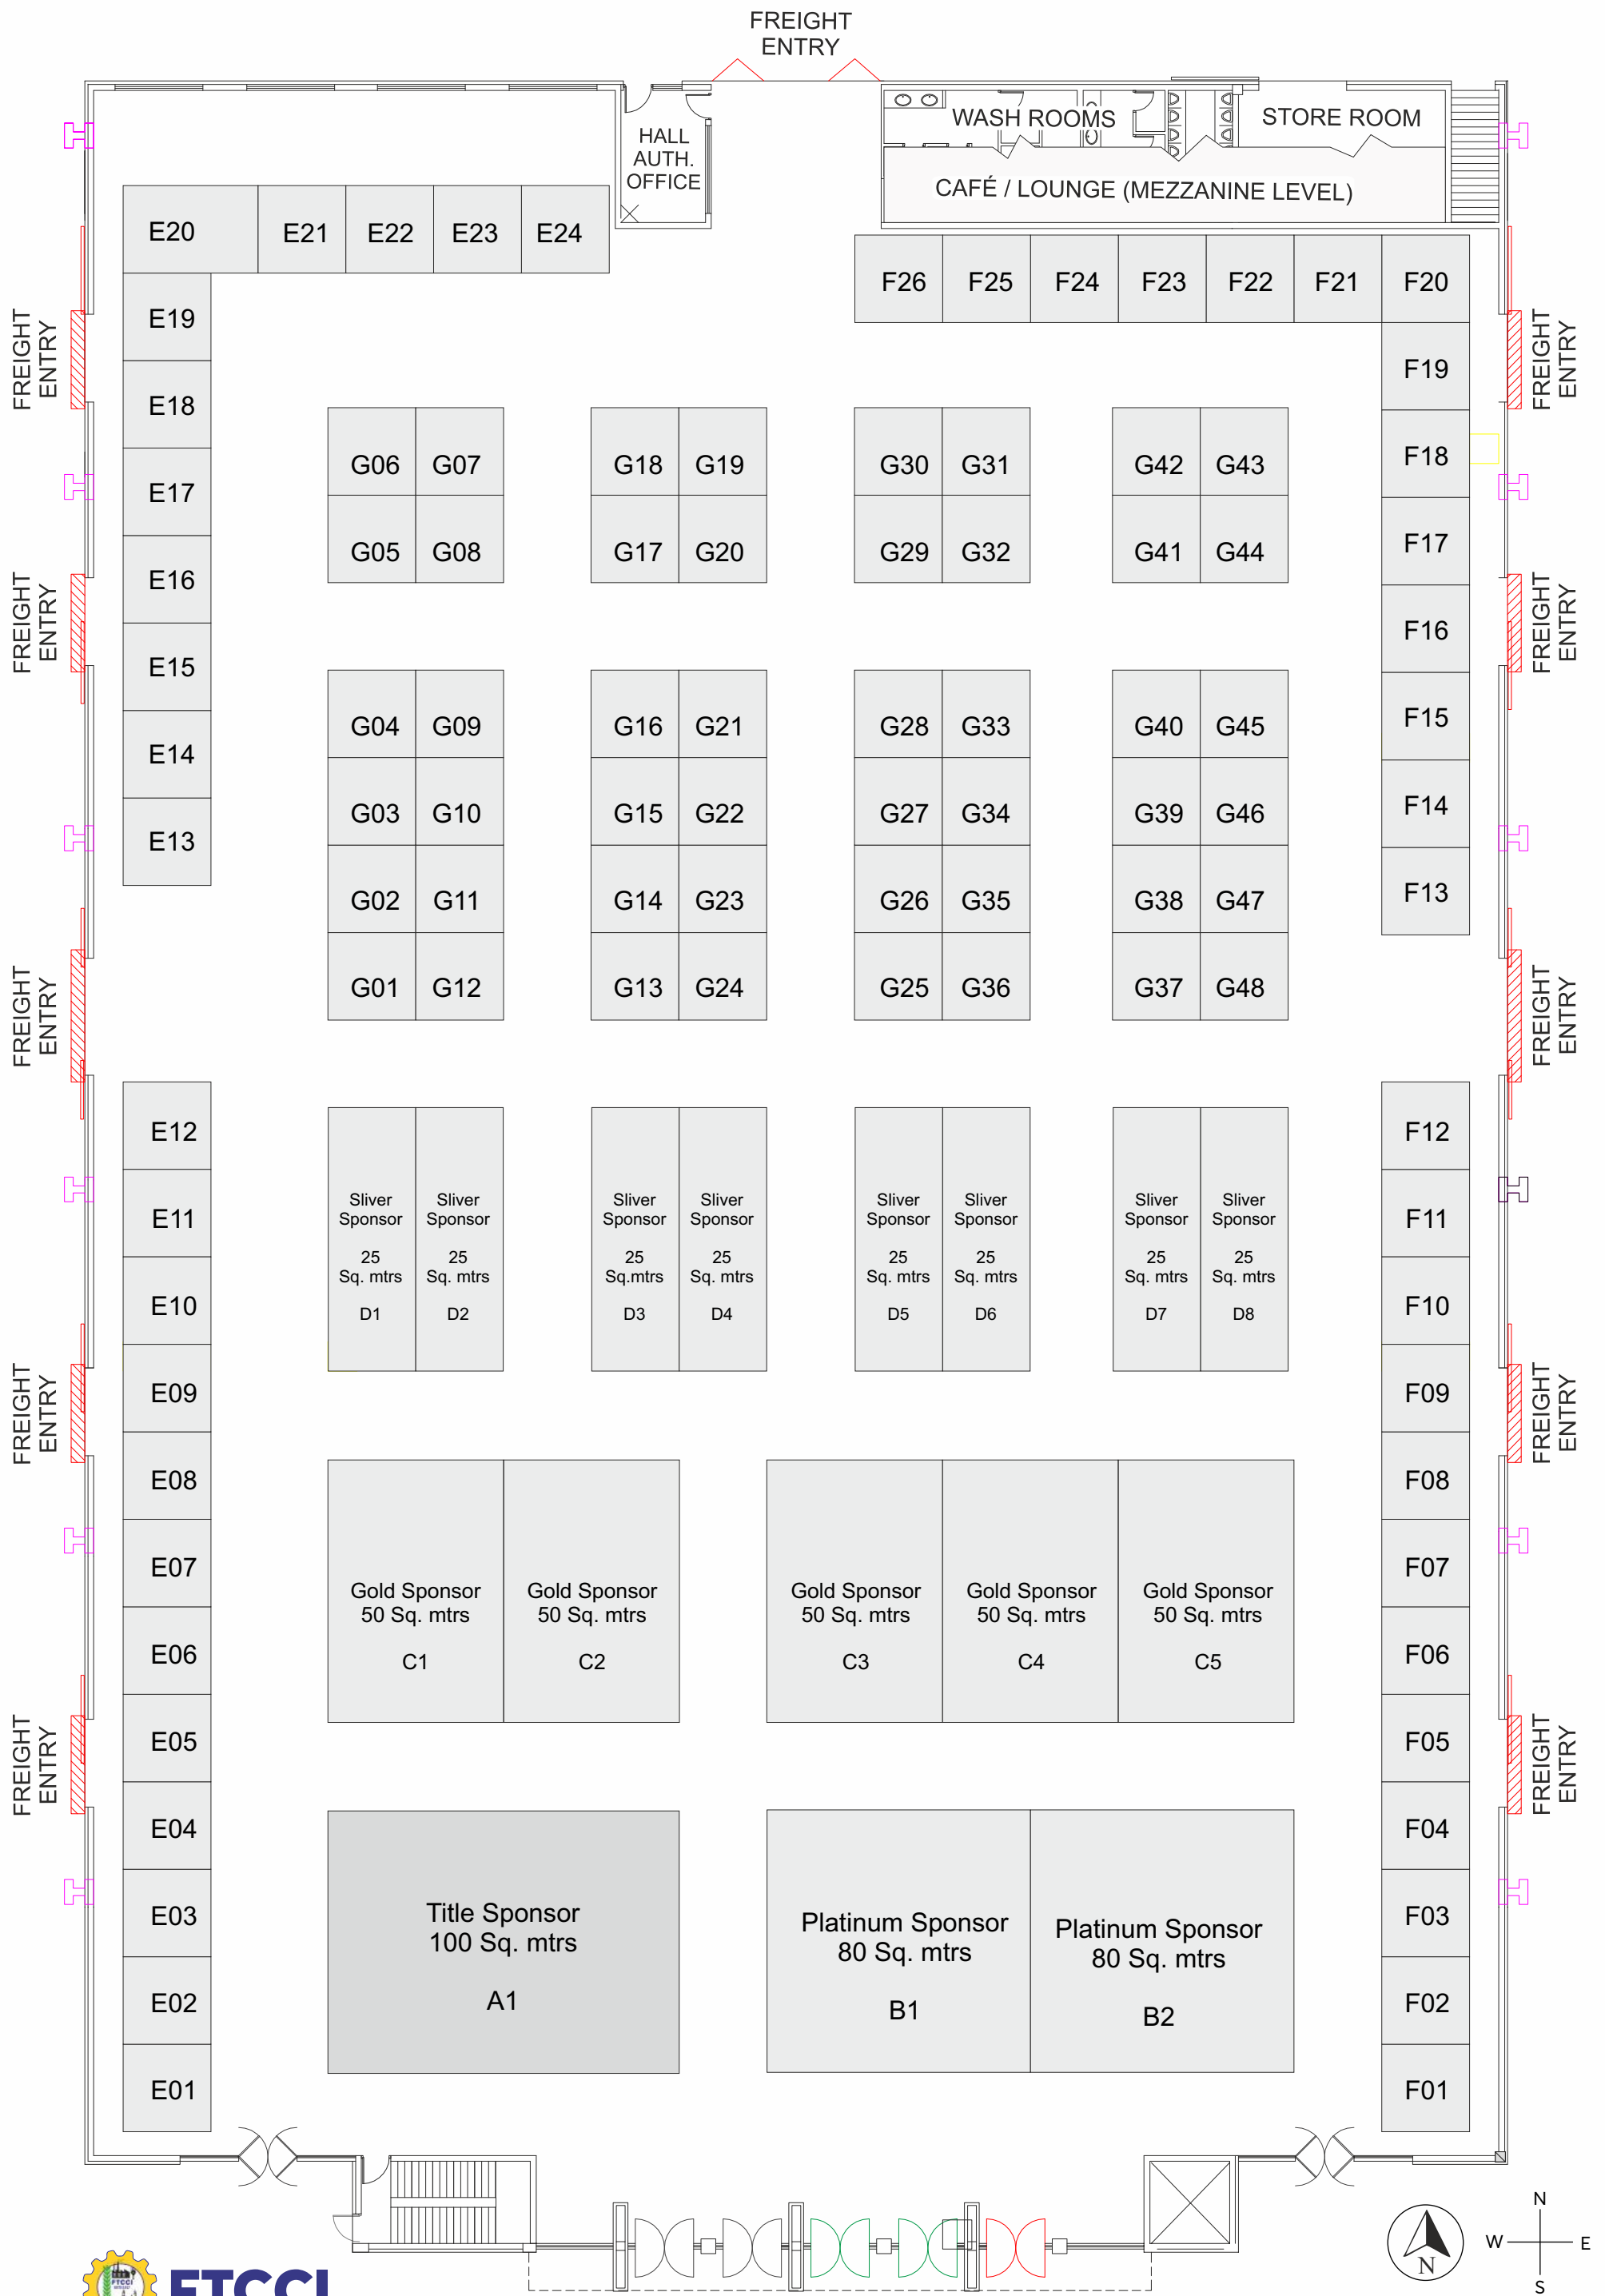 FREIGHT
ENTRY
HALL
AUTH.
OFFICE
WASH ROOMS
STORE ROOM
CAFÉ / LOUNGE (MEZZANINE LEVEL)
E20 E21 E22 E23 E24
F26 F25 F24 F23 F22 F21 F20
E19
F19
FREIGHT
ENTRY
FREIGHT
ENTRY
E18
F18
G06 G07 G18 G19 G30 G31 G42 G43
E17
F17
G05 G08 G17 G20 G29 G32 G41 G44
E16
F16
FREIGHT
ENTRY
FREIGHT
ENTRY
E15
F15
G04 G09 G16 G21 G28 G33 G40 G45
E14
F14
G03 G10 G15 G22 G27 G34 G39 G46
E13
F13
G02 G11 G14 G23 G26 G35 G38 G47
G01 G12 G13 G24 G25 G36 G37 G48
FREIGHT
ENTRY
FREIGHT
ENTRY
E12
F12
Sliver
Sponsor
25
Sq. mtrs
D1
Sliver
Sponsor
25
Sq. mtrs
D2
Sliver
Sponsor
25
Sq.mtrs
D3
Sliver
Sponsor
25
Sq. mtrs
D4
Sliver
Sponsor
25
Sq. mtrs
D5
Sliver
Sponsor
25
Sq. mtrs
D6
Sliver
Sponsor
25
Sq. mtrs
D7
Sliver
Sponsor
25
Sq. mtrs
D8
E11
F11
E10
F10
E09
F09
FREIGHT
ENTRY
FREIGHT
ENTRY
E08
F08
E07
F07
Gold Sponsor
50 Sq. mtrs
C1
Gold Sponsor
50 Sq. mtrs
C2
Gold Sponsor
50 Sq. mtrs
C3
Gold Sponsor
50 Sq. mtrs
C4
Gold Sponsor
50 Sq. mtrs
C5
E06
F06
E05
F05
FREIGHT
ENTRY
FREIGHT
ENTRY
E04
F04
E03
F03
Title Sponsor
100 Sq. mtrs
A1
Platinum Sponsor
80 Sq. mtrs
B1
Platinum Sponsor
80 Sq. mtrs
B2
E02
F02
E01
F01
N
N
W
E
S
FTCCI
FTCCI